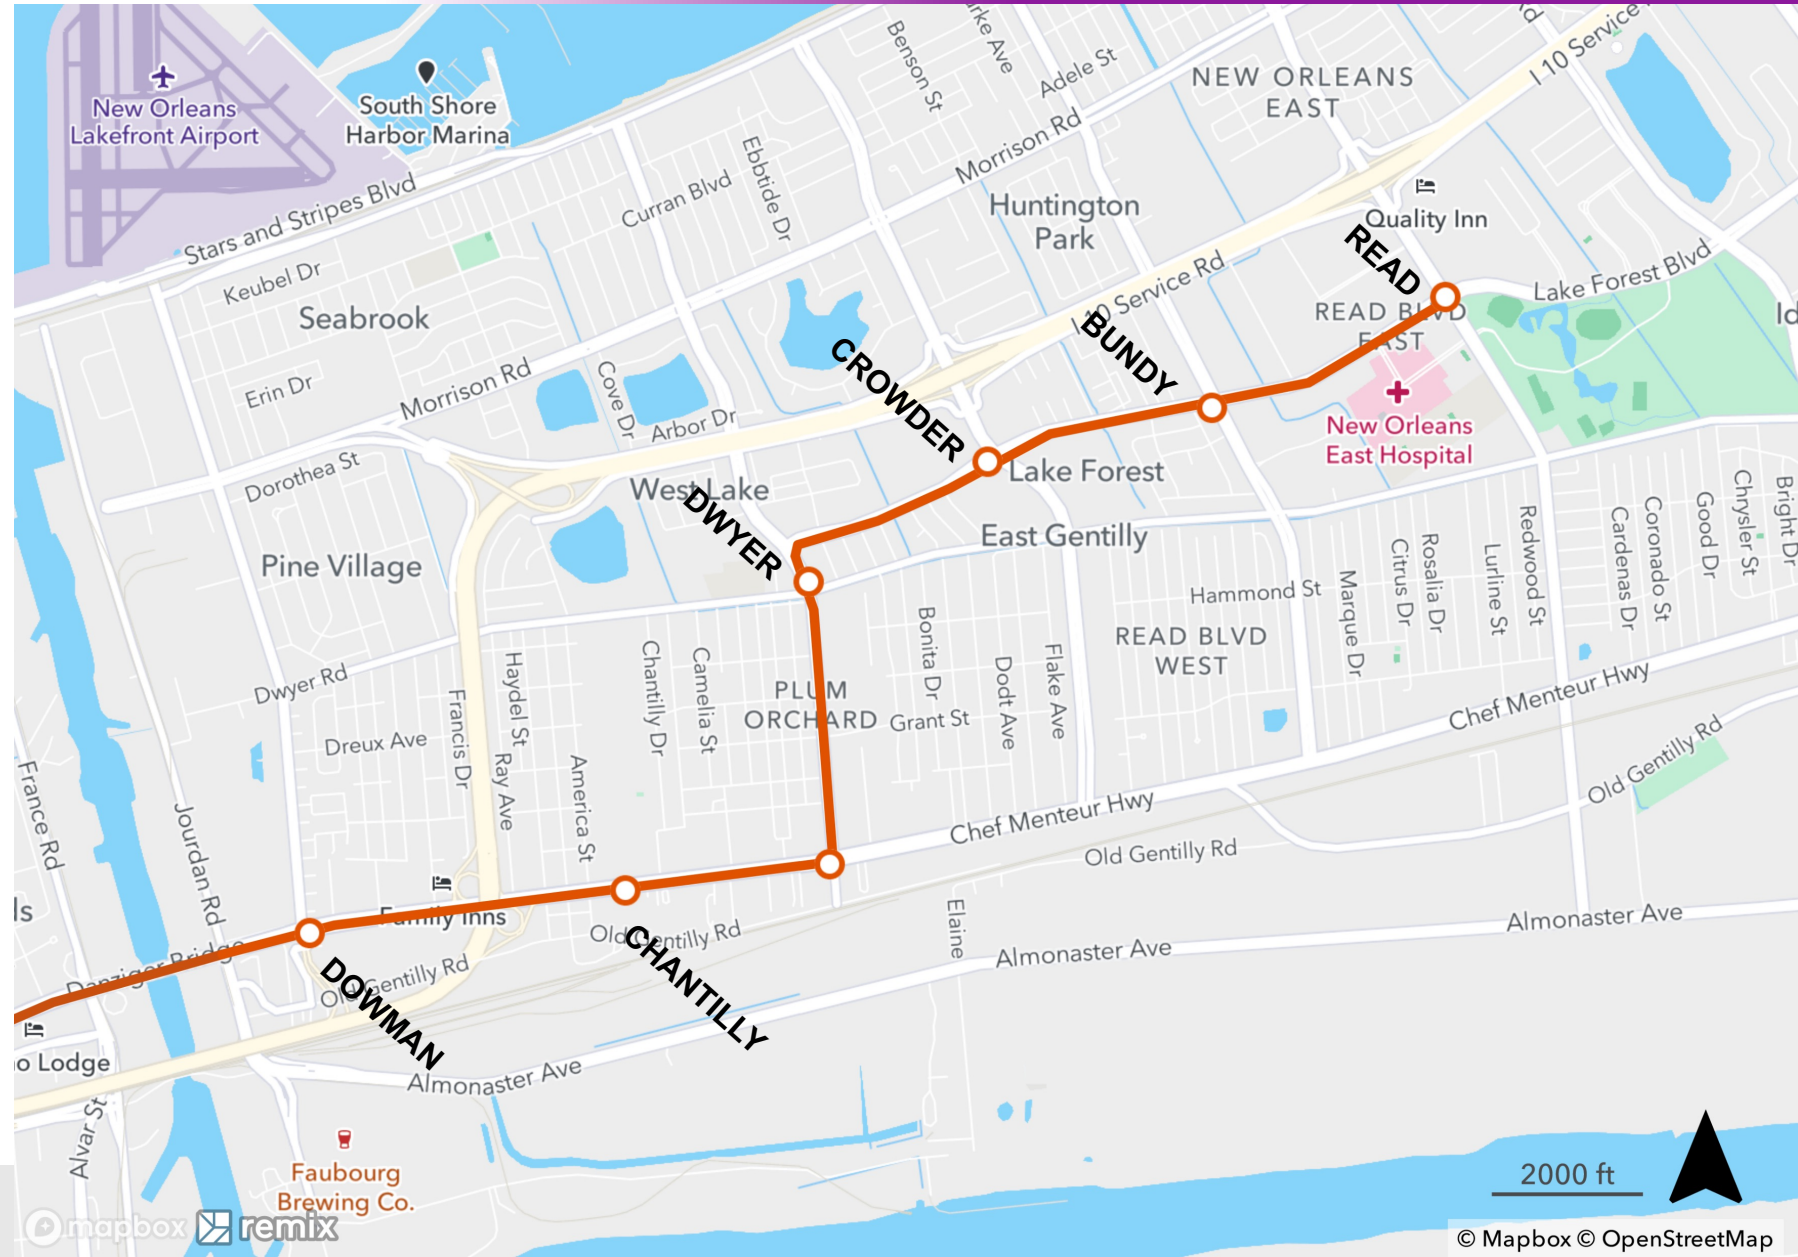 New Orleans
Lakefront Airport
South Shore
Harbor Marina
Benson St
Adele St
NEW ORLEANS
EAST
I 10 Service
Stars and Stripes Blvd
Curran Blvd
Ebbtide Dr
Morrison Rd
Huntington
Park
Quality Inn
READ
Keubel Dr
Seabrook
I 10 Service Rd
Lake Forest Blvd
READ BLVD
EAST
BUNDY
CROWDER
Erin Dr
Morrison Rd
Cove Dr
Arbor Dr
New Orleans
East Hospital
Dorothea St
West Lake
Lake Forest
DWYER
East Gentilly
Pine Village
Hammond St
READ BLVD
WEST
Marque Dr
Citrus Dr
Rosalia Dr
Lurline St
Redwood St
Cardenas Dr
Coronado St
Good Dr
Chrysler St
Bright Dr
Dwyer Rd
Haydel St
Chantilly Dr
Camelia St
PLUM
ORCHARD
Bonita Dr
Grant St
Dodt Ave
Flake Ave
Chef Menteur Hwy
Dreux Ave
Francis Dr
Ray Ave
America St
France Rd
Jourdan Rd
Chef Menteur Hwy
Old Gentilly Rd
Old Gentilly Rd
Family Inns
Old Gentilly Rd
CHANTILLY
Elaine
Almonaster Ave
Almonaster Ave
Danziger Bridge
Old Gentilly Rd
DOWMAN
o Lodge
Almonaster Ave
Alvar St
Faubourg
Brewing Co.
2000 ft
mapbox remix
© Mapbox © OpenStreetMap